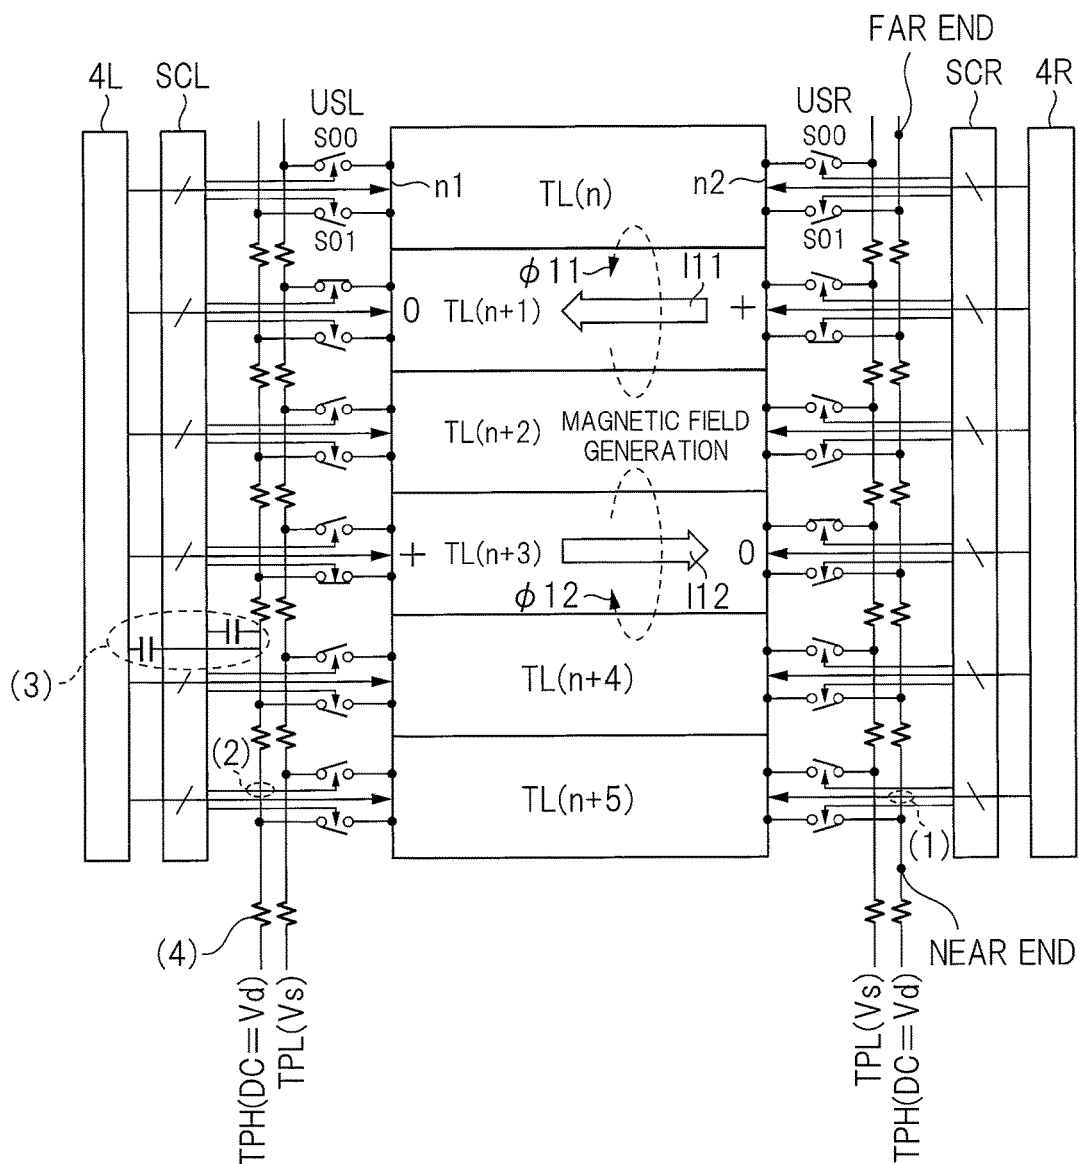 FAR END
4L SCL SCR 4R
USL USR
S00 S00
n1 TL(n) n2
S01 S01
ϕ11 I11
0 TL(n+1) +
TL(n+2) MAGNETIC FIELD
GENERATION
+ TL(n+3) 0
ϕ12 I12
(3)
TL(n+4)
(2)
TL(n+5)
(1)
(4)
NEAR END
TPH(DC=Vd)
TPL(Vs)
TPL(Vs)
TPH(DC=Vd)